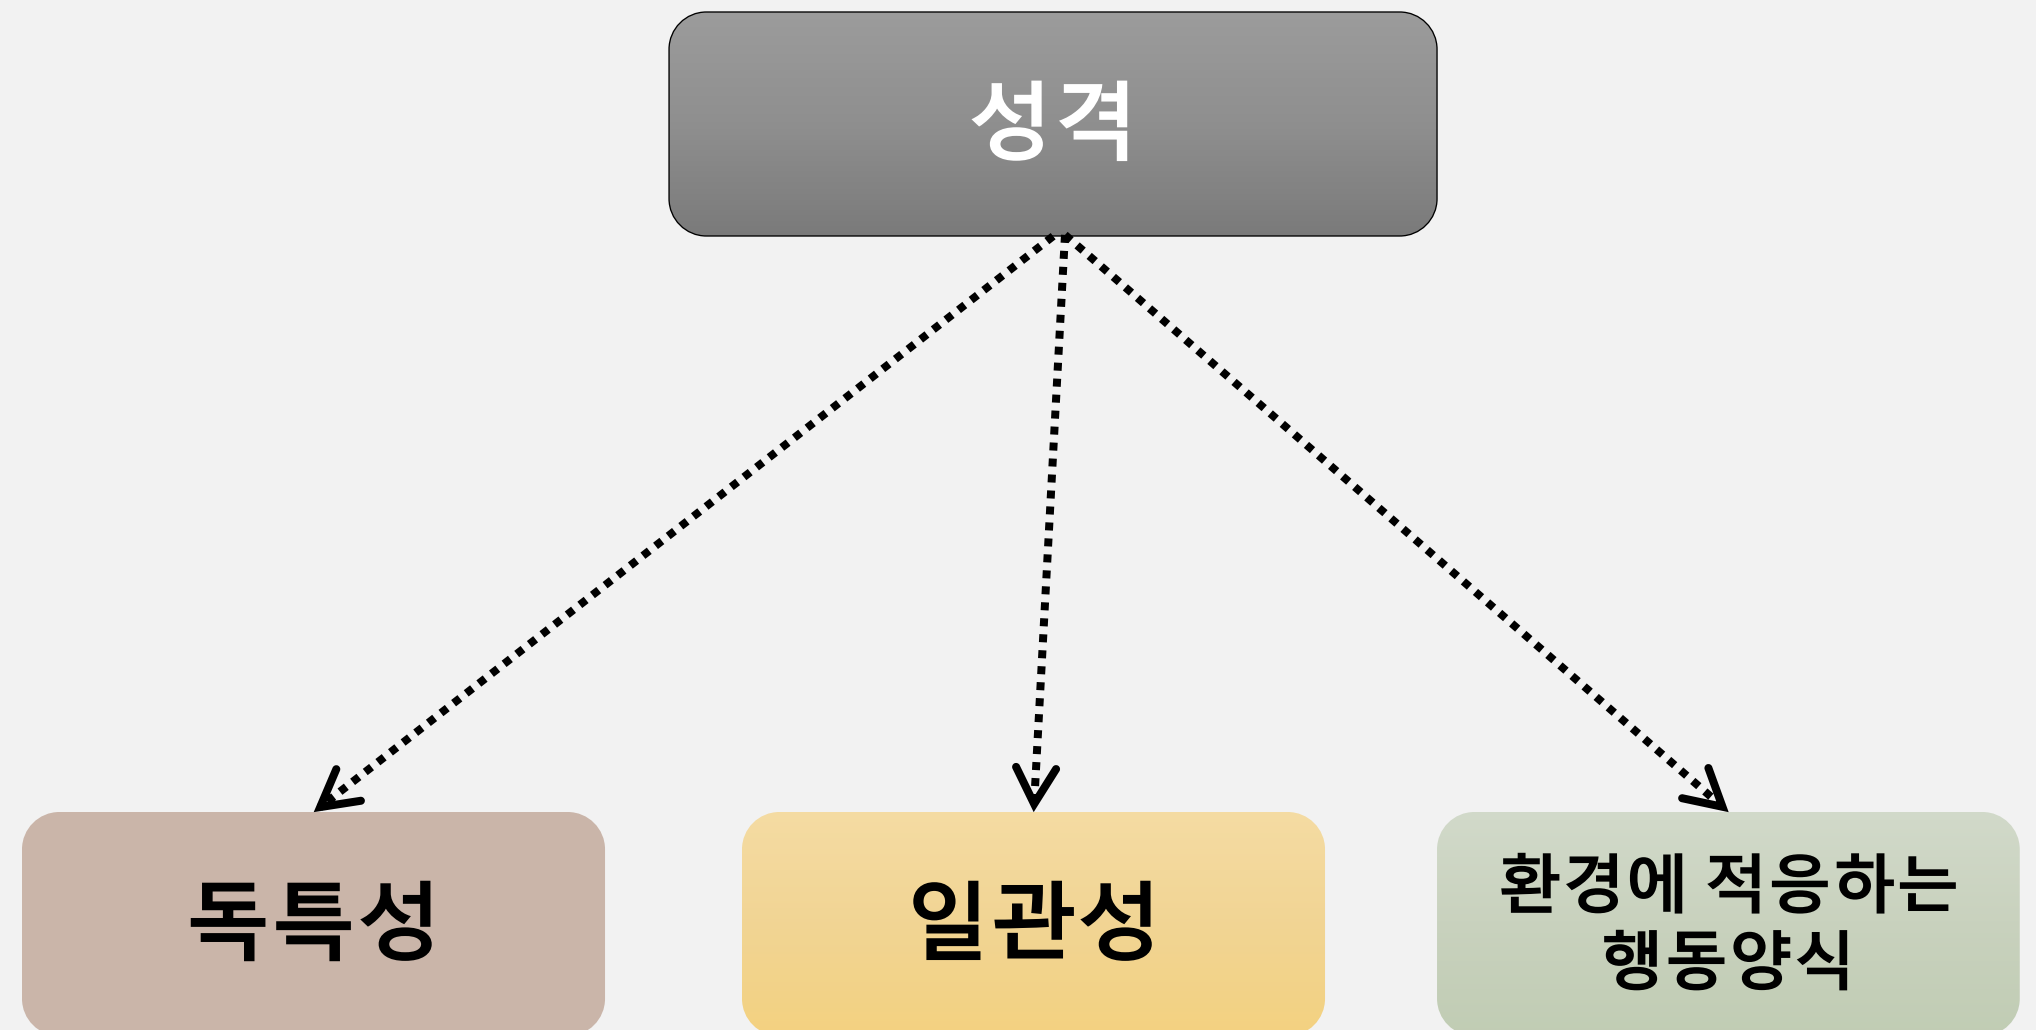 성격
독특성
일관성
환경에 적응하는
행동양식